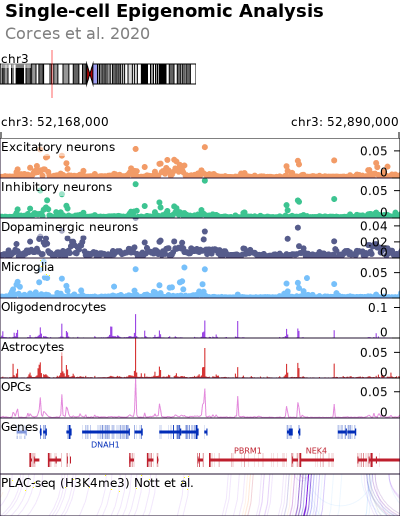 Single-cell Epigenomic Analysis
Corces et al. 2020
chr3
chr3: 52,168,000 chr3: 52,890,000
Excitatory neurons 0.05
0
Inhibitory neurons 0.05
0
Dopaminergic neurons 0.04
0.02
0
Microglia 0.05
0
Oligodendrocytes 0.1
0
Astrocytes 0.05
0
OPCs 0.05
0
Genes
DNAH1
PBRM1 NEK4
PLAC-seq (H3K4me3) Nott et al.